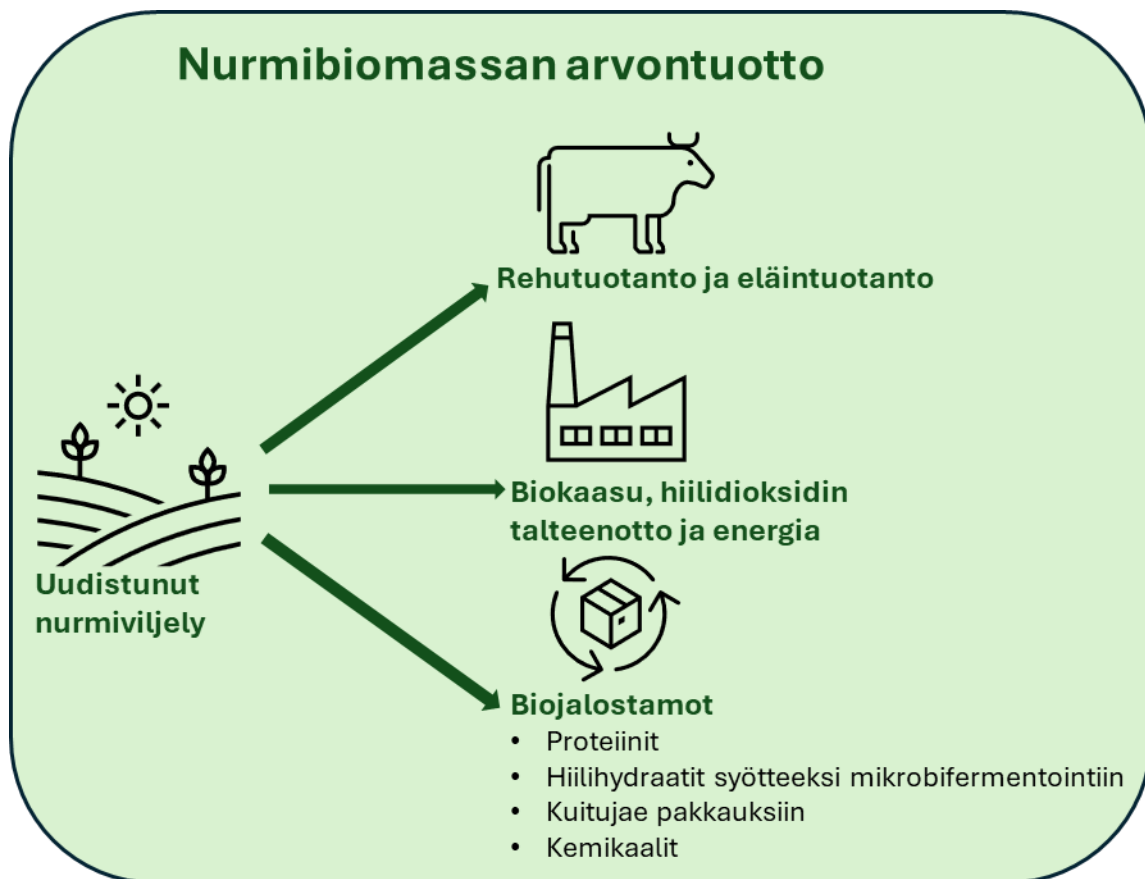 Nurmibiomassan arvontuotto
Rehutuotanto ja eläintuotanto
Biokaasu, hiilidioksidin
talteenotto ja energia
Uudistunut
nurmiviljely
Biojalostamot
• Proteiinit
• Hiilihydraatit syötteeksi mikrobifermentointiin
• Kuitujae pakkauksiin
• Kemikaalit